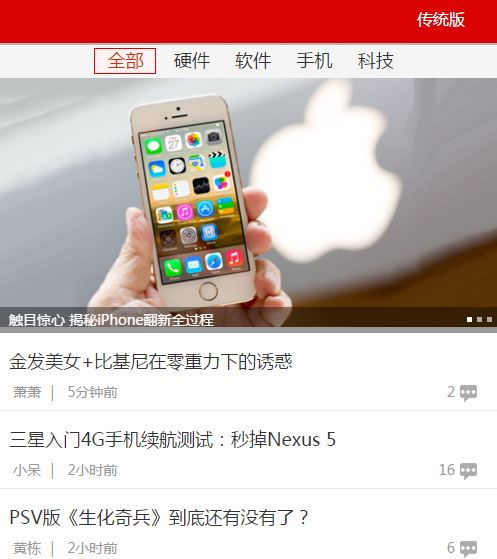 传统版
全部 硬件 软件 手机 科技
触目惊心 揭秘iPhone翻新全过程
金发美女+比基尼在零重力下的诱惑
萧萧 | 5分钟前 2
三星入门4G手机续航测试：秒掉Nexus 5
小呆 | 2小时前 16
PSV版《生化奇兵》到底还有没有了？
黄栋 | 2小时前 6